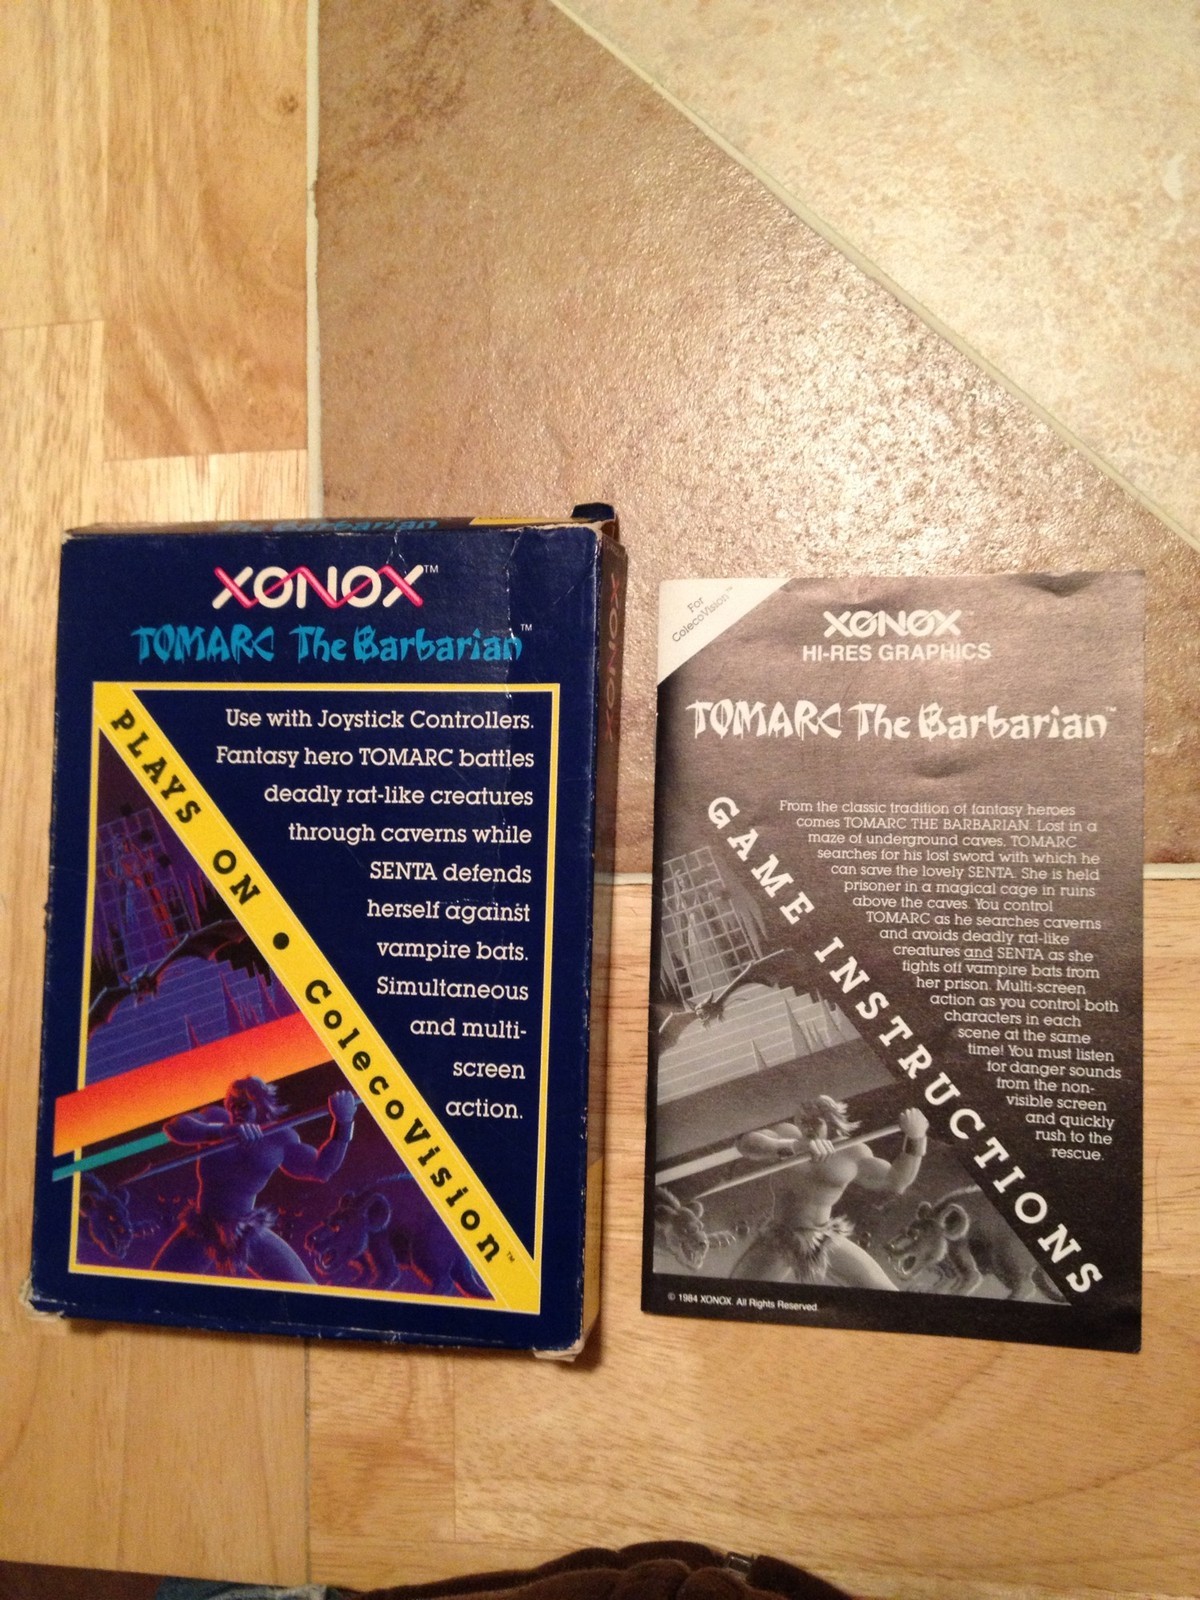 The Barbarian
XONOX™
TOMARC The Barbarian™
PLAYS ON • ColecoVision™
Use with Joystick Controllers.
Fantasy hero TOMARC battles
deadly rat-like creatures
through caverns while
SENTA defends
herself against
vampire bats.
Simultaneous
and multi-
screen
action.
XONOX
For
ColecoVision™
XONOX
HI-RES GRAPHICS
TOMARC The Barbarian™
GAME INSTRUCTIONS
From the classic tradition of fantasy heroes
comes TOMARC THE BARBARIAN. Lost in a
maze of underground caves, TOMARC
searches for his lost sword with which he
can save the lovely SENTA. She is held
prisoner in a magical cage in ruins
above the caves. You control
TOMARC as he searches caverns
and avoids deadly rat-like
creatures and SENTA as she
fights off vampire bats from
her prison. Multi-screen
action as you control both
characters in each
scene at the same
time! You must listen
for danger sounds
from the non-
visible screen
and quickly
rush to the
rescue.
© 1984 XONOX. All Rights Reserved.